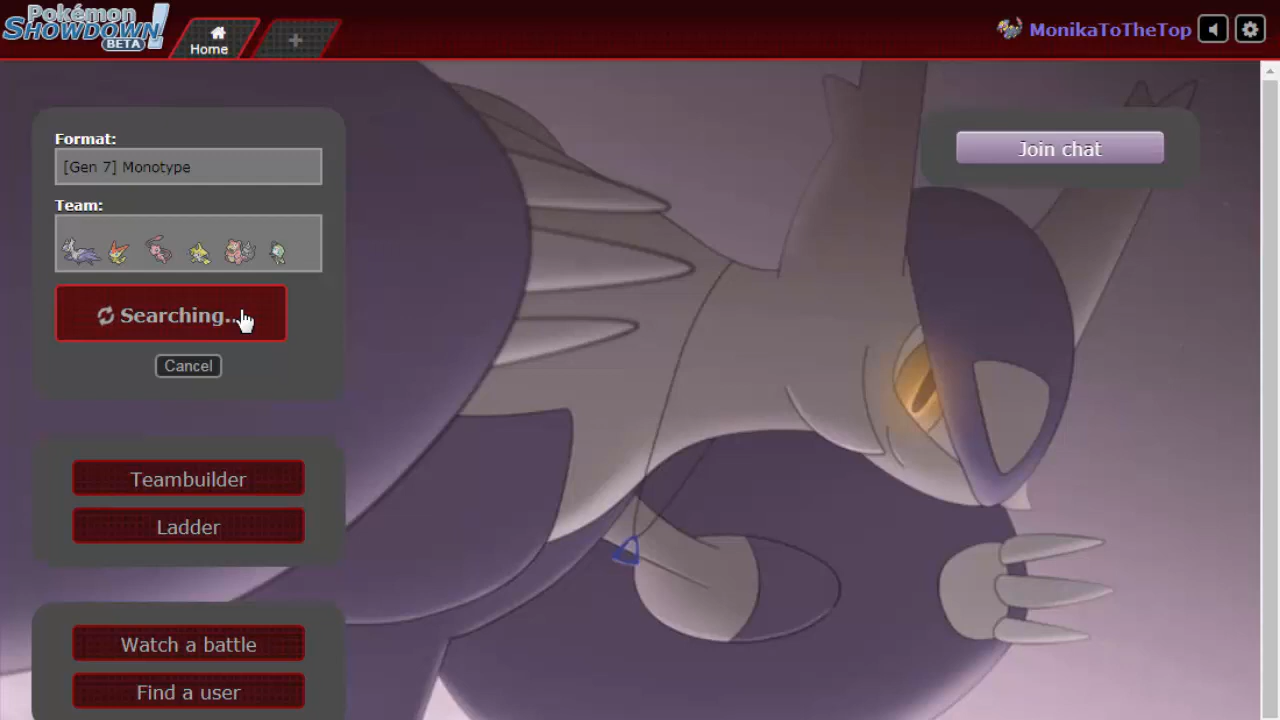 Pokémon
SHOWDOWN!
BETA
Home
MonikaToTheTop
Format:
[Gen 7] Monotype
Team:
Searching...
Cancel
Join chat
Teambuilder
Ladder
Watch a battle
Find a user